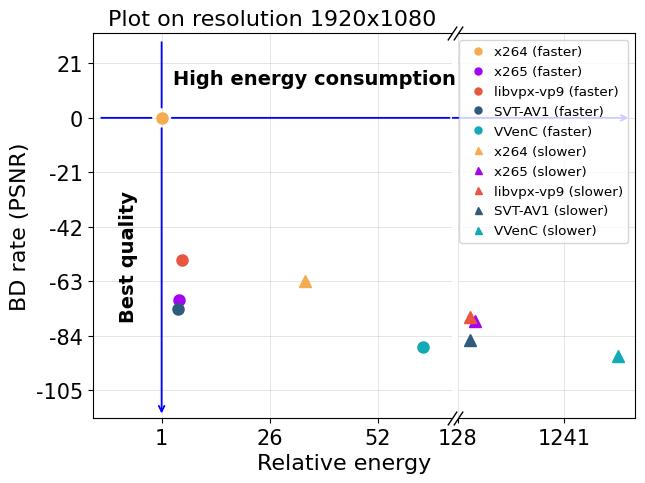 Plot on resolution 1920x1080
21
0
-21
-42
-63
-84
-105
BD rate (PSNR)
High energy consumption
Best quality
x264 (faster)
x265 (faster)
libvpx-vp9 (faster)
SVT-AV1 (faster)
VVenC (faster)
x264 (slower)
x265 (slower)
libvpx-vp9 (slower)
SVT-AV1 (slower)
VVenC (slower)
1 26 52 128 1241
Relative energy